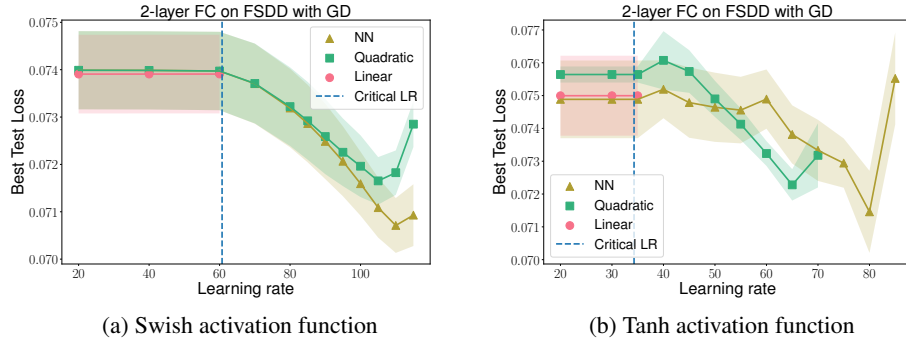 2-layer FC on FSDD with GD
Best Test Loss
0.075
0.074
0.073
0.072
0.071
0.070
NN
Quadratic
Linear
Critical LR
20
40
60
80
100
Learning rate
(a) Swish activation function
2-layer FC on FSDD with GD
Best Test Loss
0.077
0.076
0.075
0.074
0.073
0.072
0.071
0.070
NN
Quadratic
Linear
Critical LR
20
30
40
50
60
70
80
Learning rate
(b) Tanh activation function